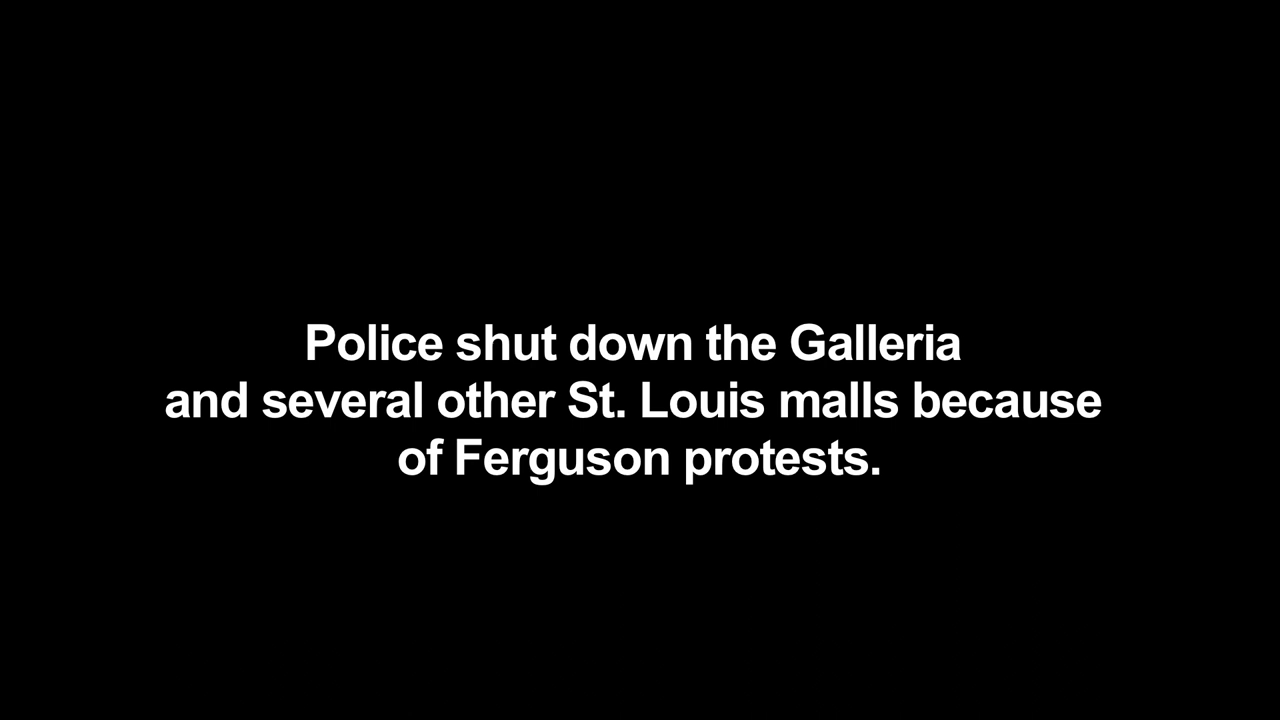 Police shut down the Galleria
and several other St. Louis malls because
of Ferguson protests.